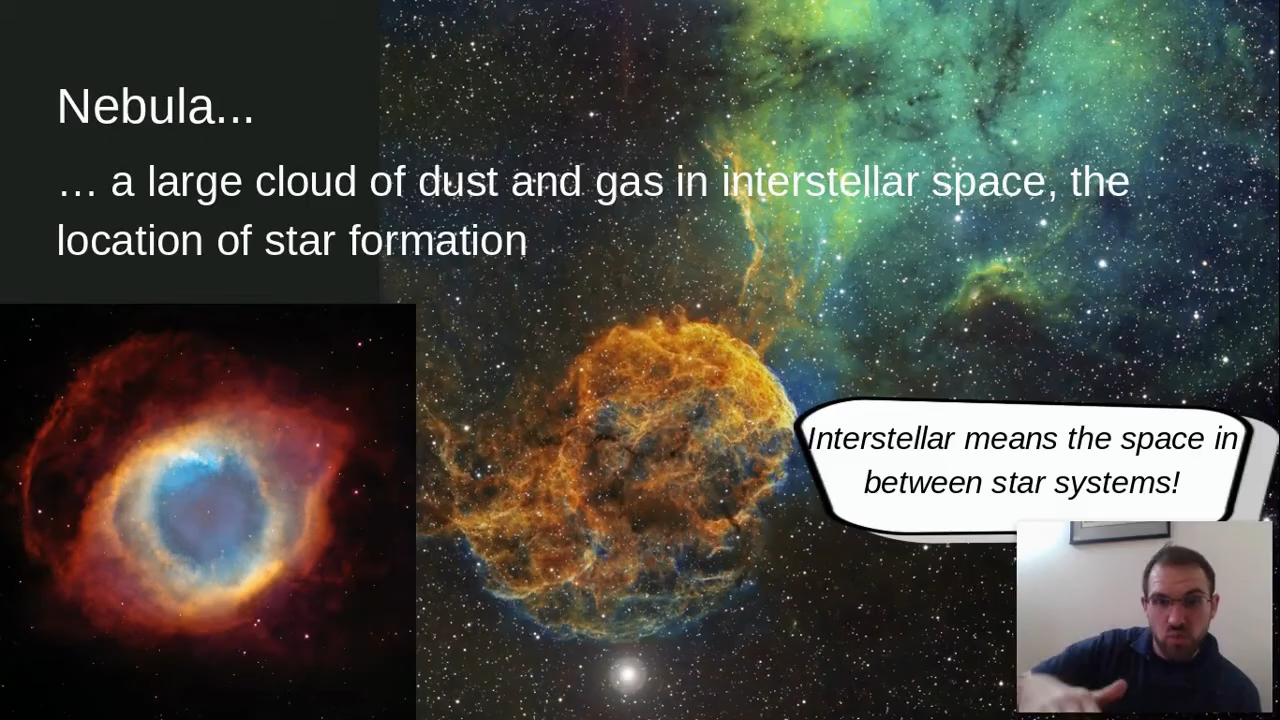 Nebula...
… a large cloud of dust and gas in interstellar space, the
location of star formation
Interstellar means the space in
between star systems!